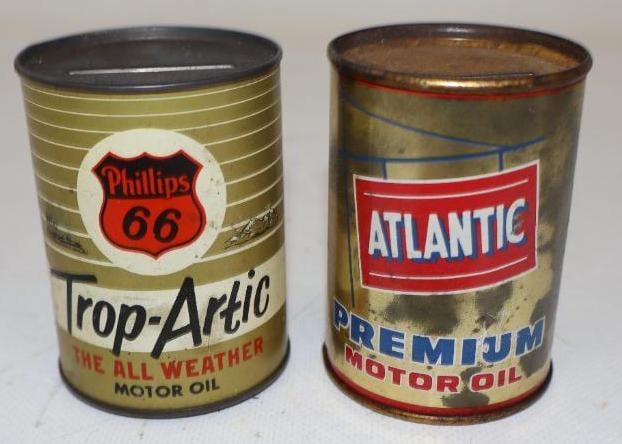 Phillips
66
Trop-Artic
THE ALL WEATHER
MOTOR OIL
ATLANTIC
PREMIUM
MOTOR OIL